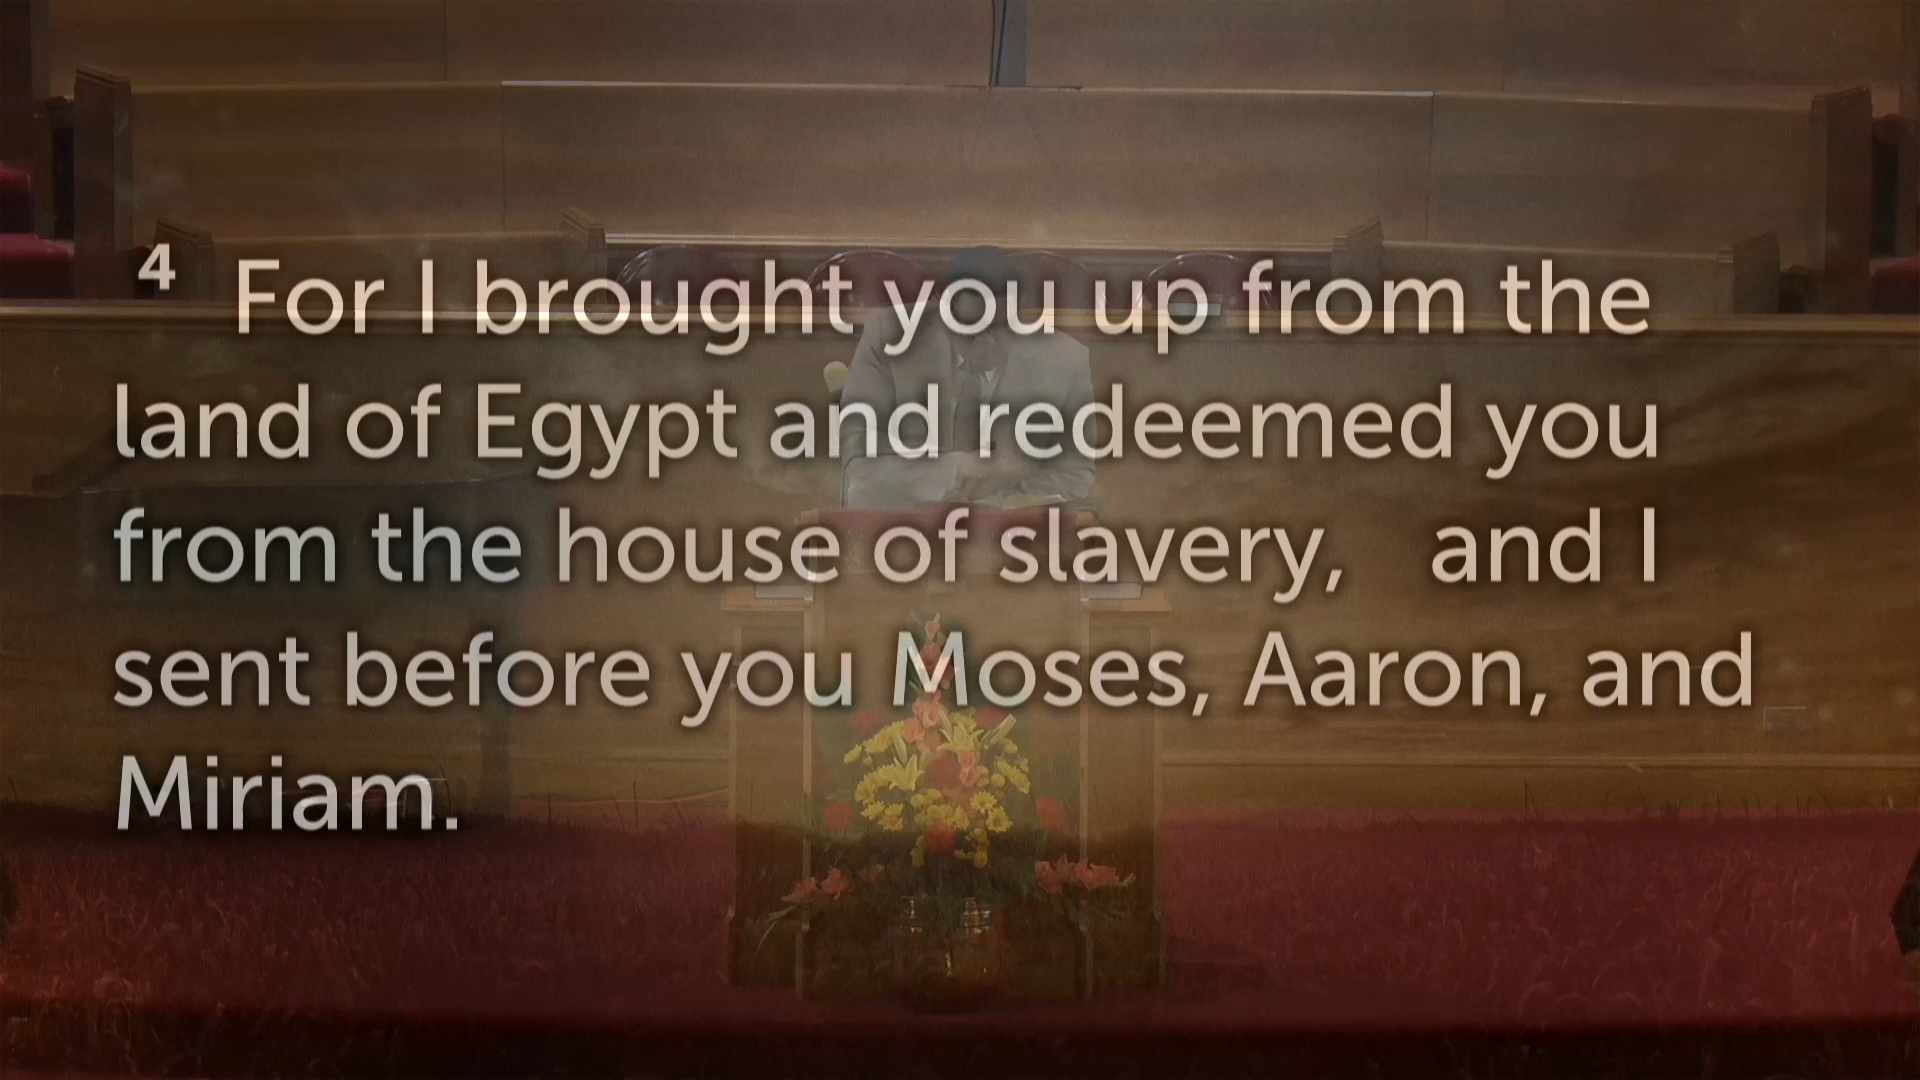 4 For I brought you up from the
land of Egypt and redeemed you
from the house of slavery, and I
sent before you Moses, Aaron, and
Miriam.